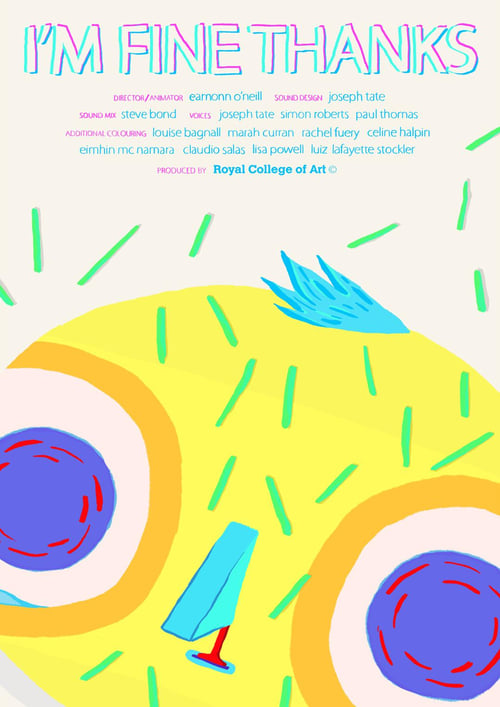 I'M FINE THANKS
DIRECTOR/ANIMATOR eamonn o'neill SOUND DESIGN joseph tate
SOUND MIX steve bond VOICES joseph tate simon roberts paul thomas
ADDITIONAL COLOURING louise bagnall marah curran rachel fuery celine halpin
eimhin mc namara claudio salas lisa powell luiz lafayette stockler
PRODUCED BY Royal College of Art ©